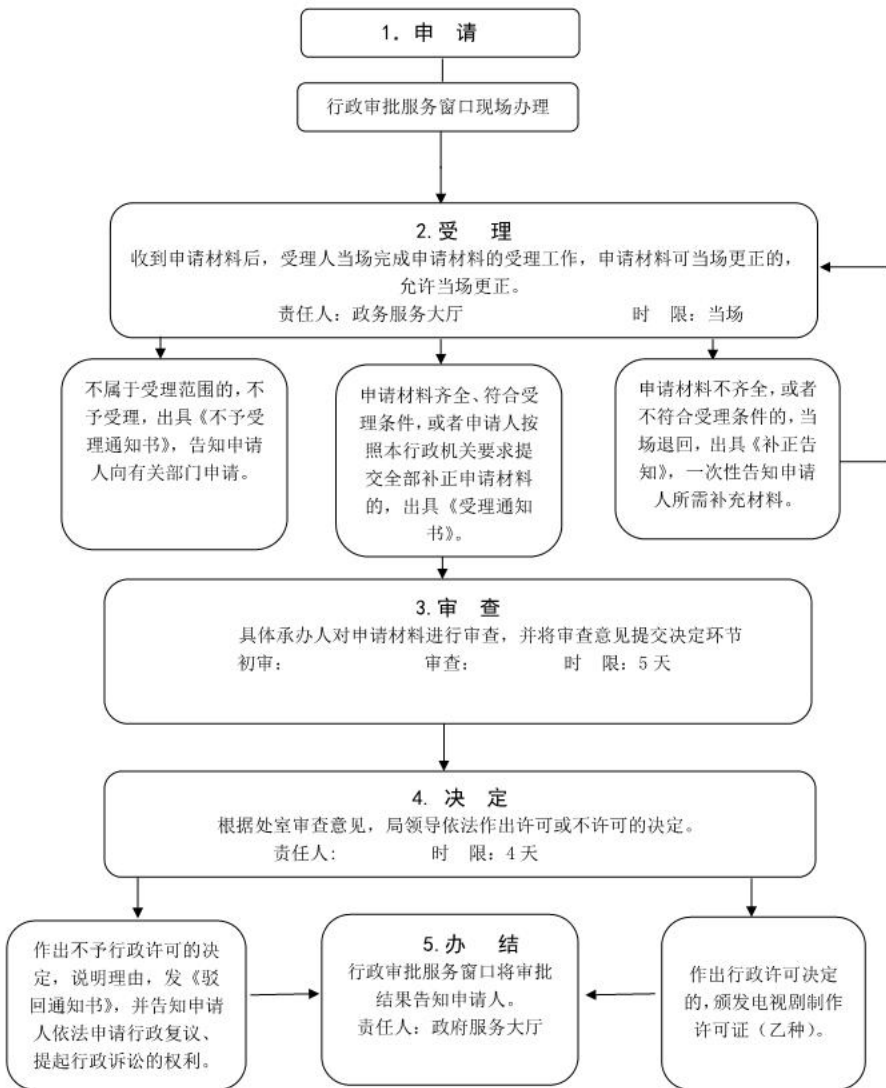 1. 申 请
行政审批服务窗口现场办理
2. 受 理
收到申请材料后，受理人当场完成申请材料的受理工作，申请材料可当场更正的，
允许当场更正。
责任人：政务服务大厅 时 限：当场
不属于受理范围的，不
予受理，出具《不予受
理通知书》，告知申请
人向有关部门申请。
申请材料齐全、符合受
理条件，或者申请人按
照本行政机关要求提
交全部补正申请材料
的，出具《受理通知
书》。
申请材料不齐全，或者
不符合受理条件的，当
场退回，出具《补正告
知》，一次性告知申请
人所需补充材料。
3. 审 查
具体承办人对申请材料进行审查，并将审查意见提交决定环节
初审： 审查： 时 限：5 天
4. 决 定
根据处室审查意见，局领导依法作出许可或不许可的决定。
责任人： 时 限：4 天
作出不予行政许可的决
定，说明理由，发《驳
回通知书》，并告知申请
人依法申请行政复议、
提起行政诉讼的权利。
5. 办 结
行政审批服务窗口将审批
结果告知申请人。
责任人：政府服务大厅
作出行政许可决定
的，颁发电视剧制作
许可证（乙种）。